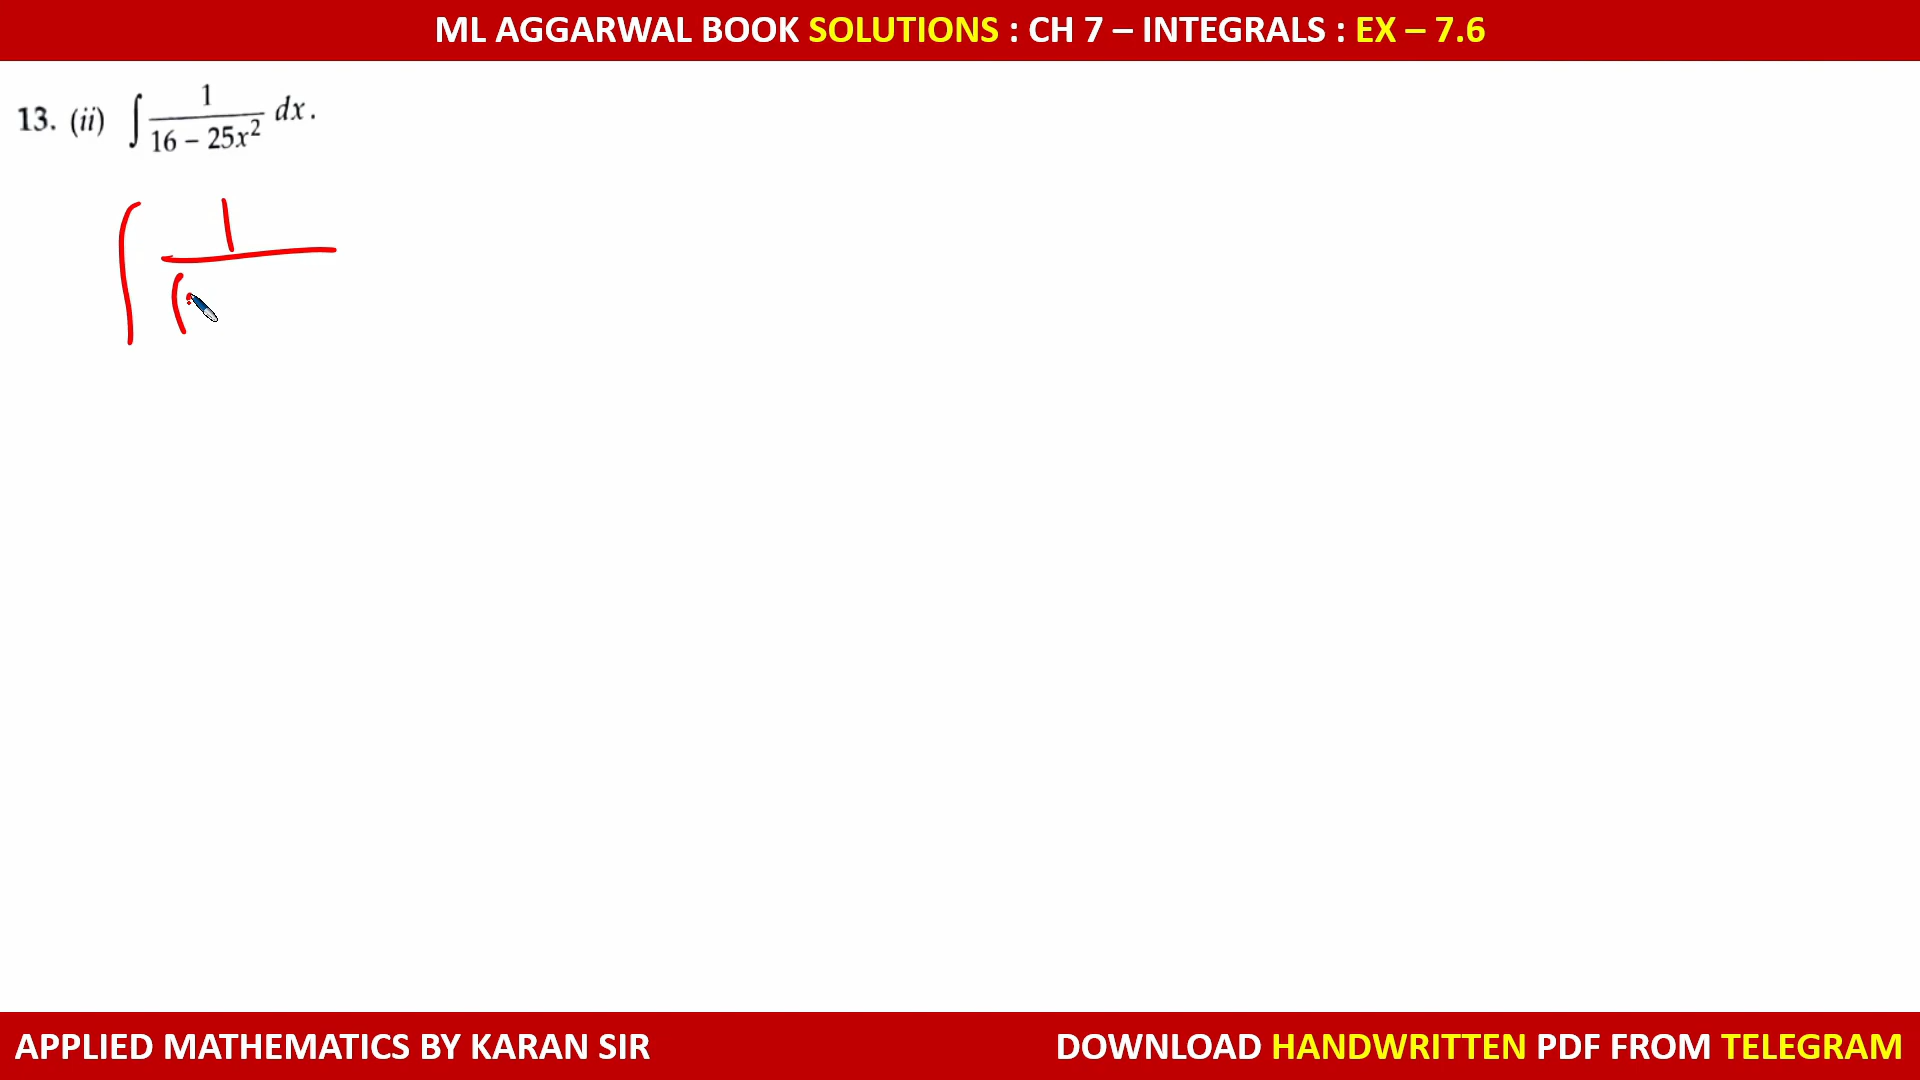 ML AGGARWAL BOOK SOLUTIONS : CH 7 – INTEGRALS : EX – 7.6
13. (ii) ∫ 1/(16 – 25x²) dx.
∫ 1/(
APPLIED MATHEMATICS BY KARAN SIR
DOWNLOAD HANDWRITTEN PDF FROM TELEGRAM